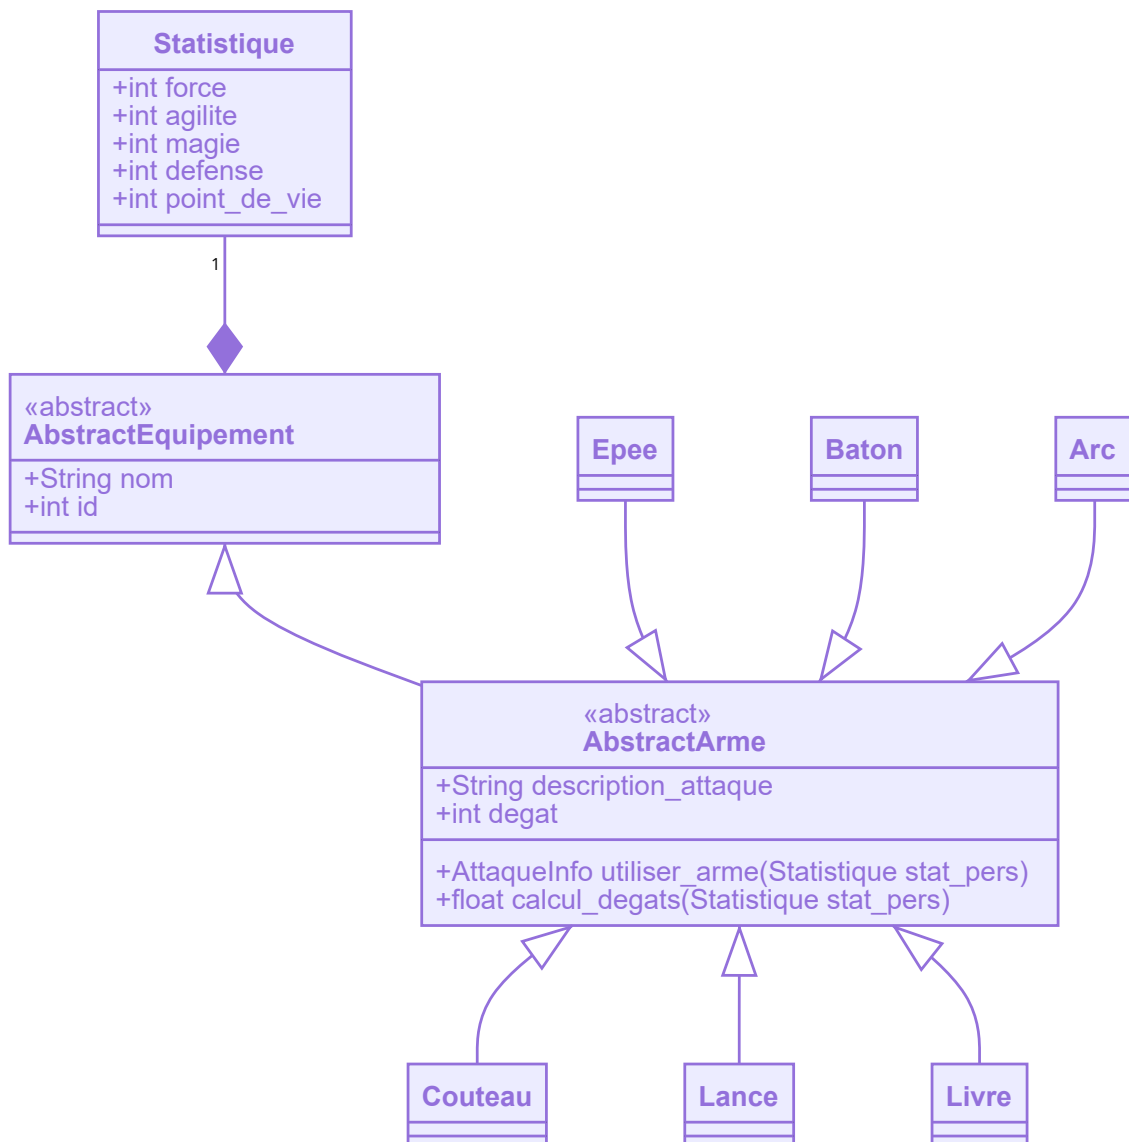 Statistique
+int force
+int agilite
+int magie
+int defense
+int point_de_vie
1
«abstract»
AbstractEquipement
+String nom
+int id
Epee
Baton
Arc
«abstract»
AbstractArme
+String description_attaque
+int degat
+AttaqueInfo utiliser_arme(Statistique stat_pers)
+float calcul_degats(Statistique stat_pers)
Couteau
Lance
Livre